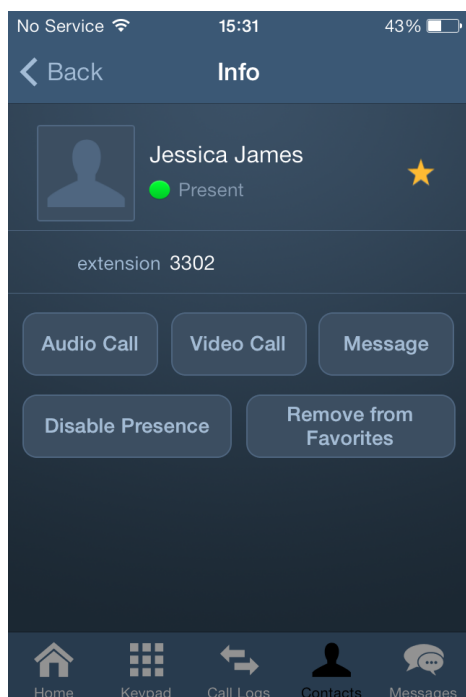 No Service 15:31 43%
Back Info
Jessica James
Present
extension 3302
Audio Call Video Call Message
Disable Presence Remove from
Favorites
Home Keypad Call Logs Contacts Messages